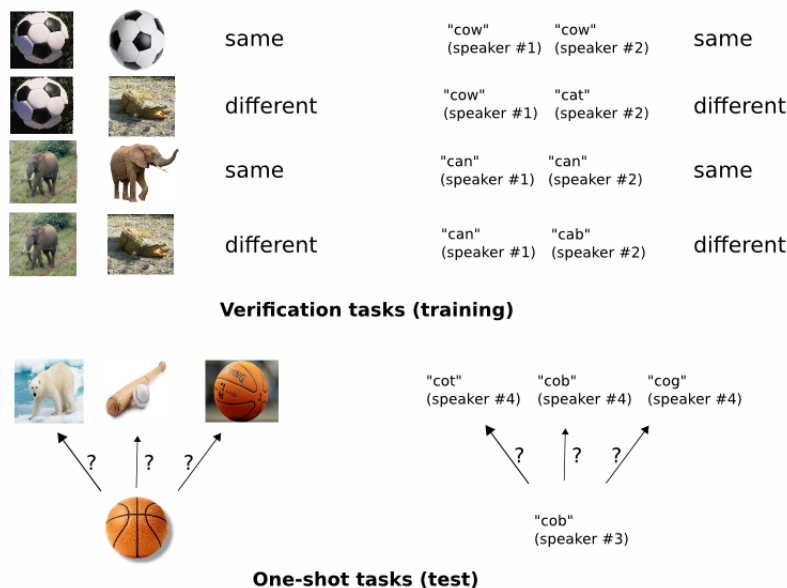 same
"cow" "cow"
(speaker #1) (speaker #2)
same
different
"cow" "cat"
(speaker #1) (speaker #2)
different
same
"can" "can"
(speaker #1) (speaker #2)
same
different
"can" "cab"
(speaker #1) (speaker #2)
different
Verification tasks (training)
"cot" "cob" "cog"
(speaker #4) (speaker #4) (speaker #4)
? ? ? ? ? ?
"cob"
(speaker #3)
One-shot tasks (test)